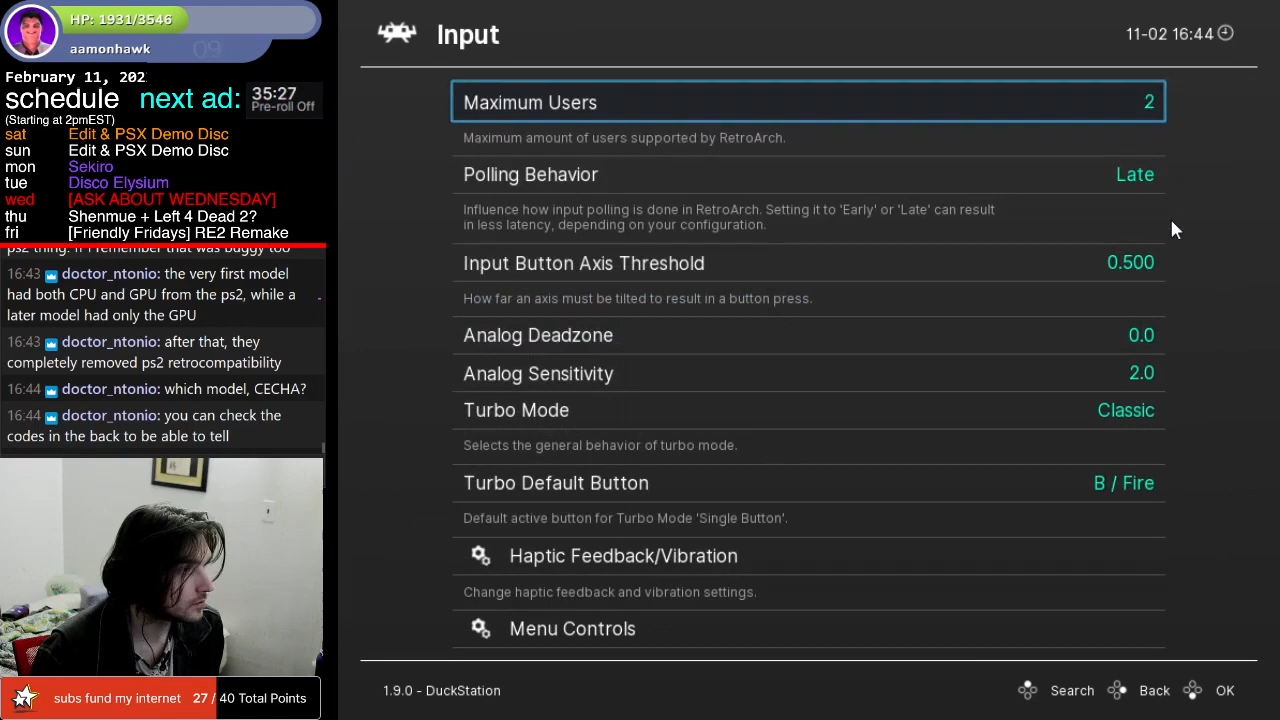 HP: 1931/3546
aamonhawk
09
February 11, 202
schedule next ad: 35:27
Pre-roll Off
(Starting at 2pmEST)
sat Edit & PSX Demo Disc
sun Edit & PSX Demo Disc
mon Sekiro
tue Disco Elysium
wed [ASK ABOUT WEDNESDAY]
thu Shenmue + Left 4 Dead 2?
fri [Friendly Fridays] RE2 Remake
ps2 thing. if I remember that was buggy too
16:43 doctor_ntonio: the very first model
had both CPU and GPU from the ps2, while a
later model had only the GPU
16:43 doctor_ntonio: after that, they
completely removed ps2 retrocompatibility
16:44 doctor_ntonio: which model, CECHA?
16:44 doctor_ntonio: you can check the
codes in the back to be able to tell
subs fund my internet 27 / 40 Total Points
Input
11-02 16:44
Maximum Users 2
Maximum amount of users supported by RetroArch.
Polling Behavior Late
Influence how input polling is done in RetroArch. Setting it to 'Early' or 'Late' can result
in less latency, depending on your configuration.
Input Button Axis Threshold 0.500
How far an axis must be tilted to result in a button press.
Analog Deadzone 0.0
Analog Sensitivity 2.0
Turbo Mode Classic
Selects the general behavior of turbo mode.
Turbo Default Button B / Fire
Default active button for Turbo Mode 'Single Button'.
Haptic Feedback/Vibration
Change haptic feedback and vibration settings.
Menu Controls
1.9.0 - DuckStation
Search Back OK